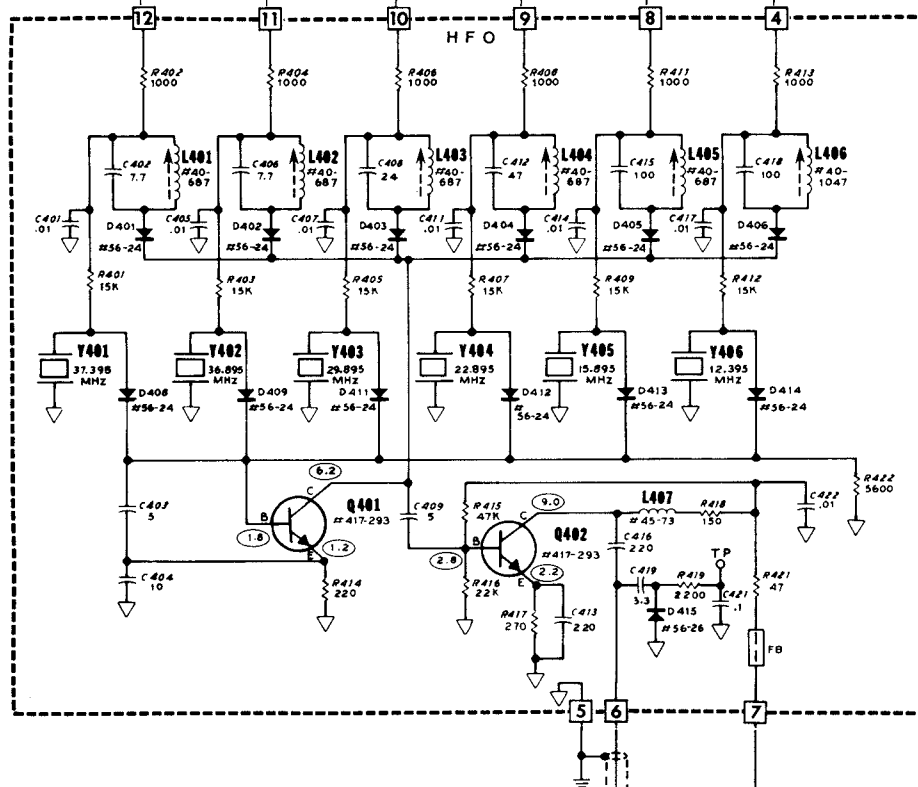 12
11
10
9
8
4
HFO
R402
1000
R404
1000
R406
1000
R408
1000
R411
1000
R413
1000
C402
7.7
L401
#40-
687
C406
7.7
L402
#40-
687
C408
24
L403
#40-
687
C412
47
L404
#40-
687
C415
100
L405
#40-
687
C418
100
L406
#40-
1047
C401
.01
D401
#56-24
C405
.01
D402
#56-24
C407
.01
D403
#56-24
C411
.01
D404
#56-24
C414
.01
D405
#56-24
C417
.01
D406
#56-24
R401
15K
R403
15K
R405
15K
R407
15K
R409
15K
R412
15K
Y401
37.395
MHZ
Y402
36.895
MHZ
Y403
29.895
MHZ
Y404
22.895
MHZ
Y405
15.895
MHZ
Y406
12.395
MHZ
D408
#56-24
D409
#56-24
D411
#56-24
D412
#
56-24
D413
#56-24
D414
#56-24
6.2
C
Q401
#417-293
B
1.8
1.2
E
C403
5
C404
10
R414
220
C409
5
R415
47K
9.0
C
Q402
#417-293
B
2.8
2.2
E
R416
22K
R417
270
C413
220
L407
#45-73
R418
150
C416
220
C419
3.3
R419
2200
TP
C421
.1
D415
#56-26
R421
47
C422
.01
R422
5600
FB
5
6
7